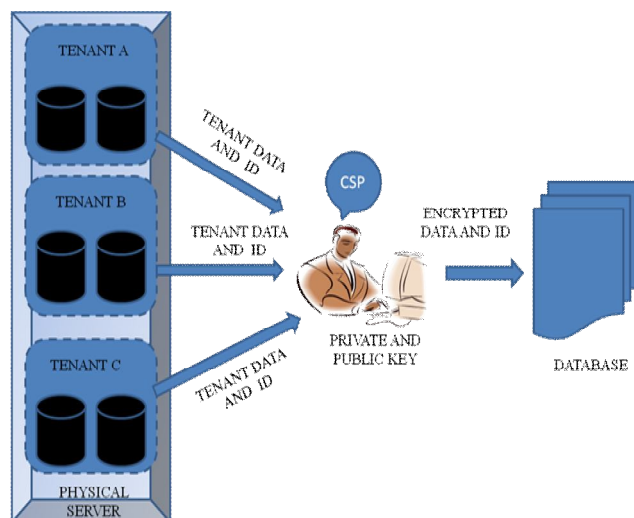 TENANT A
TENANT DATA
AND ID
CSP
TENANT B
TENANT DATA
AND ID
ENCRYPTED
DATA AND ID
PRIVATE AND
PUBLIC KEY
DATABASE
TENANT C
TENANT DATA
AND ID
PHYSICAL
SERVER